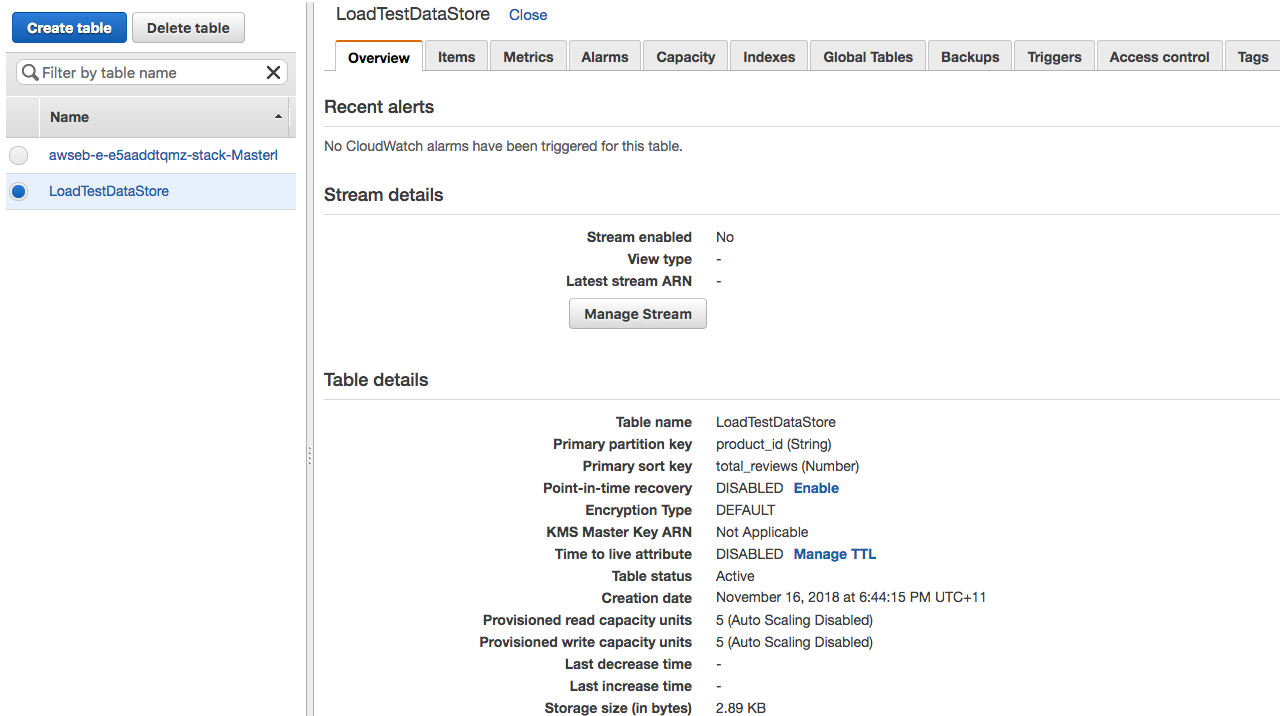 Create table
Delete table
Filter by table name
Name
awseb-e-e5aaddtqmz-stack-MasterI
LoadTestDataStore
LoadTestDataStore Close
Overview Items Metrics Alarms Capacity Indexes Global Tables Backups Triggers Access control Tags
Recent alerts
No CloudWatch alarms have been triggered for this table.
Stream details
Stream enabled No
View type -
Latest stream ARN -
Manage Stream
Table details
Table name LoadTestDataStore
Primary partition key product_id (String)
Primary sort key total_reviews (Number)
Point-in-time recovery DISABLED Enable
Encryption Type DEFAULT
KMS Master Key ARN Not Applicable
Time to live attribute DISABLED Manage TTL
Table status Active
Creation date November 16, 2018 at 6:44:15 PM UTC+11
Provisioned read capacity units 5 (Auto Scaling Disabled)
Provisioned write capacity units 5 (Auto Scaling Disabled)
Last decrease time -
Last increase time -
Storage size (in bytes) 2.89 KB